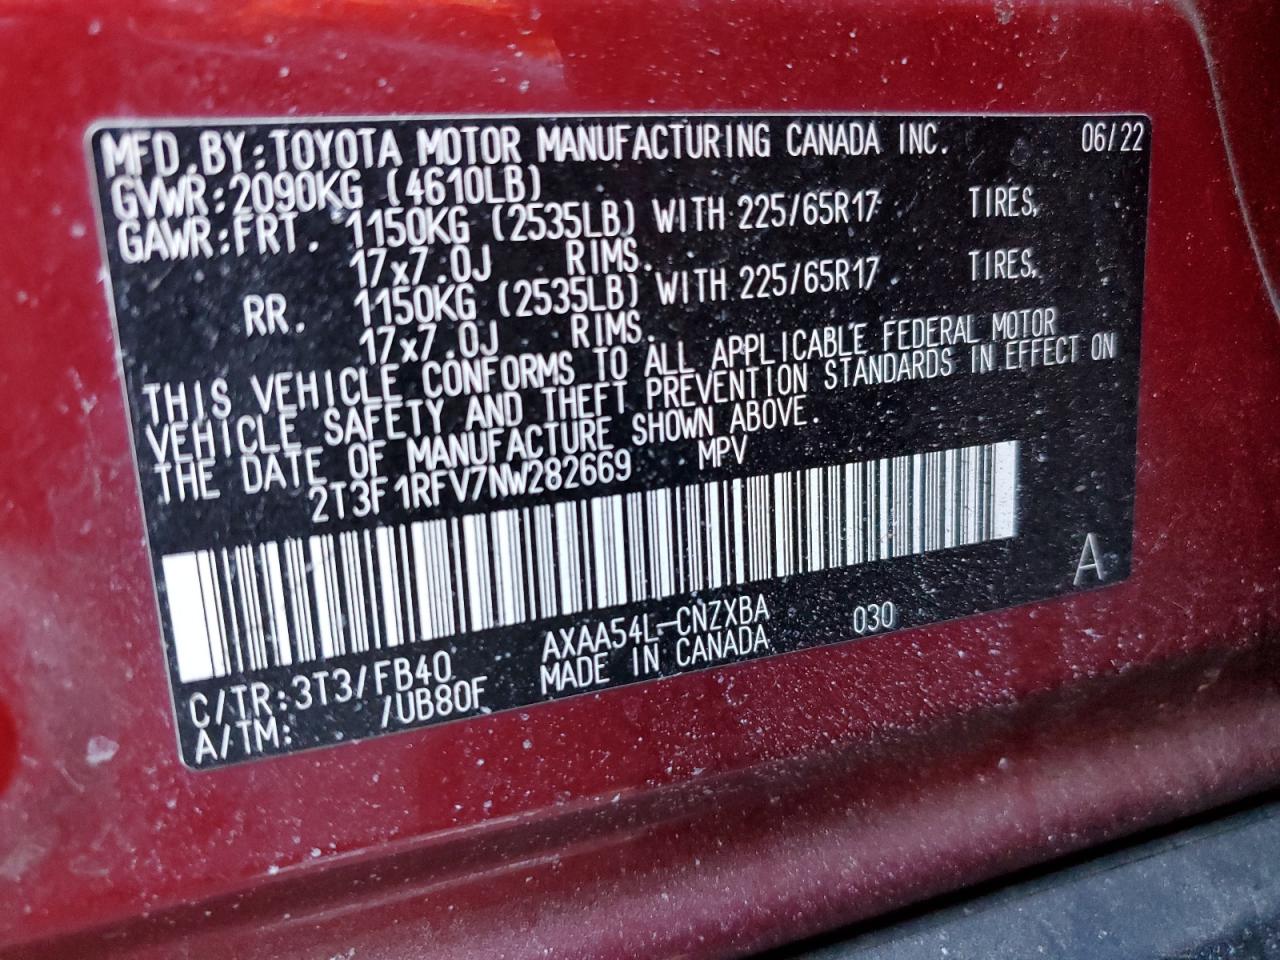 MFD.BY:TOYOTA MOTOR MANUFACTURING CANADA INC. 06/22
GVWR:2090KG (4610LB)
GAWR:FRT. 1150KG (2535LB) WITH 225/65R17 TIRES,
17x7.0J RIMS.
RR. 1150KG (2535LB) WITH 225/65R17 TIRES,
17x7.0J RIMS.
THIS VEHICLE CONFORMS TO ALL APPLICABLE FEDERAL MOTOR
VEHICLE SAFETY AND THEFT PREVENTION STANDARDS IN EFFECT ON
THE DATE OF MANUFACTURE SHOWN ABOVE.
2T3F1RFV7NW282669 MPV
A
C/TR:3T3/FB40 AXAA54L-CNZXBA 030
A/TM: /UB80F MADE IN CANADA